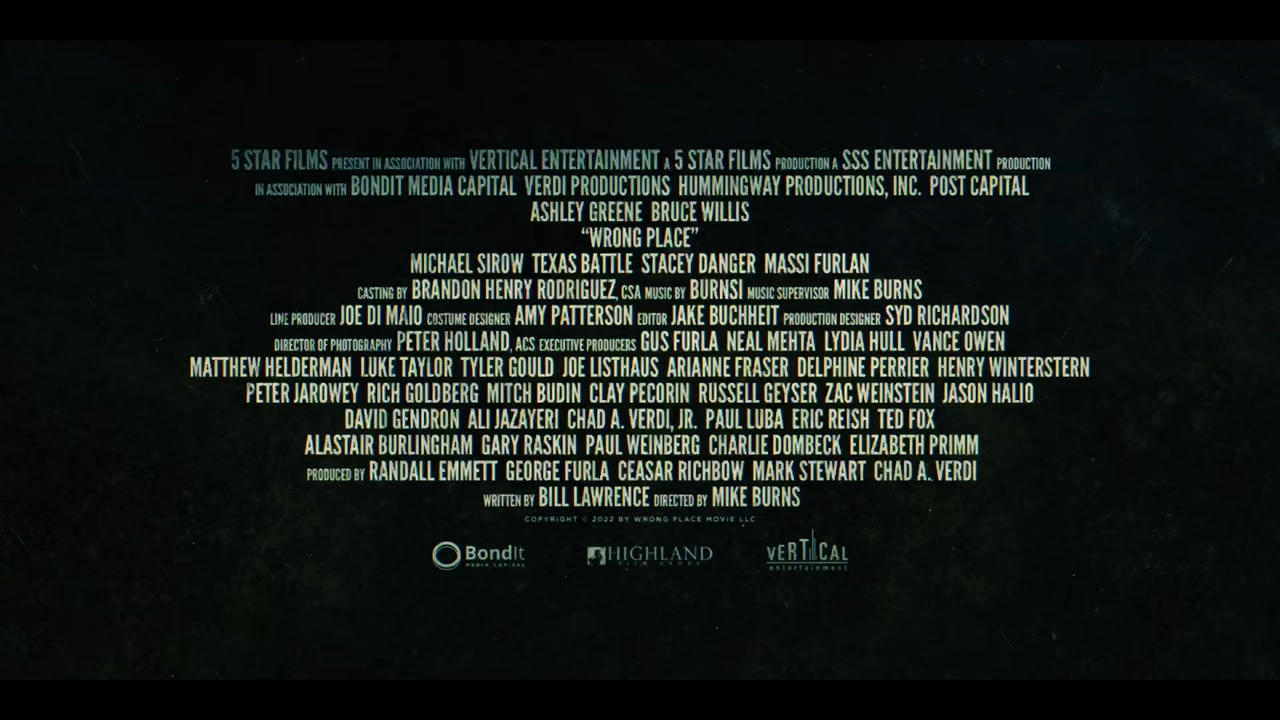 5 STAR FILMS PRESENT IN ASSOCIATION WITH VERTICAL ENTERTAINMENT A 5 STAR FILMS PRODUCTION A SSS ENTERTAINMENT PRODUCTION
IN ASSOCIATION WITH BONDIT MEDIA CAPITAL VERDI PRODUCTIONS HUMMINGWAY PRODUCTIONS, INC. POST CAPITAL
ASHLEY GREENE BRUCE WILLIS
“WRONG PLACE”
MICHAEL SIROW TEXAS BATTLE STACEY DANGER MASSI FURLAN
CASTING BY BRANDON HENRY RODRIGUEZ, CSA MUSIC BY BURNSI MUSIC SUPERVISOR MIKE BURNS
LINE PRODUCER JOE DI MAIO COSTUME DESIGNER AMY PATTERSON EDITOR JAKE BUCHHEIT PRODUCTION DESIGNER SYD RICHARDSON
DIRECTOR OF PHOTOGRAPHY PETER HOLLAND, ACS EXECUTIVE PRODUCERS GUS FURLA NEAL MEHTA LYDIA HULL VANCE OWEN
MATTHEW HELDERMAN LUKE TAYLOR TYLER GOULD JOE LISTHAUS ARIANNE FRASER DELPHINE PERRIER HENRY WINTERSTERN
PETER JAROWEY RICH GOLDBERG MITCH BUDIN CLAY PECORIN RUSSELL GEYSER ZAC WEINSTEIN JASON HALIO
DAVID GENDRON ALI JAZAYERI CHAD A. VERDI, JR. PAUL LUBA ERIC REISH TED FOX
ALASTAIR BURLINGHAM GARY RASKIN PAUL WEINBERG CHARLIE DOMBECK ELIZABETH PRIMM
PRODUCED BY RANDALL EMMETT GEORGE FURLA CEASAR RICHBOW MARK STEWART CHAD A. VERDI
WRITTEN BY BILL LAWRENCE DIRECTED BY MIKE BURNS
COPYRIGHT © 2022 BY WRONG PLACE MOVIE LLC
BondIt MEDIA CAPITAL
HIGHLAND FILM GROUP
VERTICAL entertainment